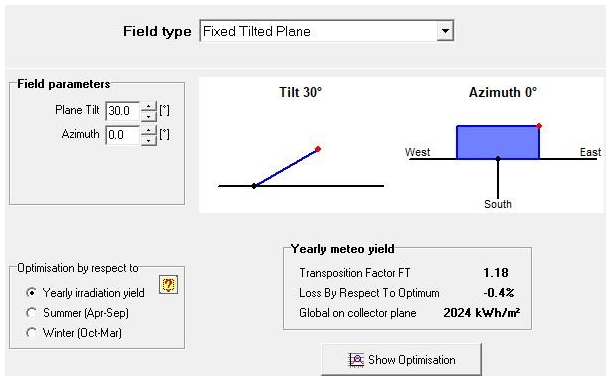 Field type Fixed Tilted Plane
Field parameters
Plane Tilt 30.0 [°]
Azimuth 0.0 [°]
Tilt 30° Azimuth 0°
West East
South
Optimisation by respect to
Yearly irradiation yield ?
Summer (Apr-Sep)
Winter (Oct-Mar)
Yearly meteo yield
Transposition Factor FT 1.18
Loss By Respect To Optimum -0.4%
Global on collector plane 2024 kWh/m²
Show Optimisation